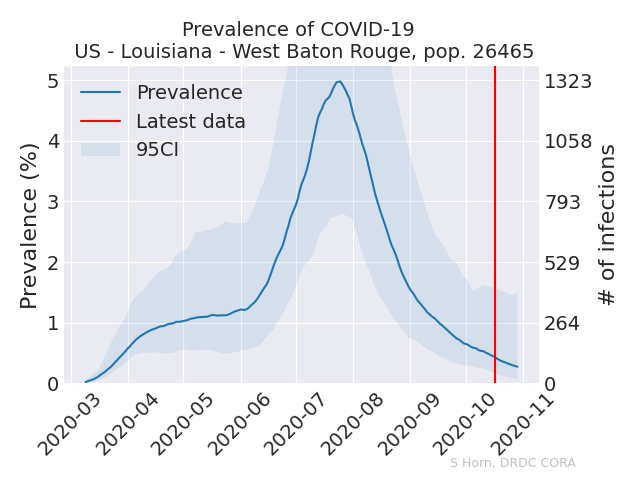 Prevalence of COVID-19
US - Louisiana - West Baton Rouge, pop. 26465
Prevalence
Latest data
95CI
Prevalence (%)
5
4
3
2
1
0
1323
1058
793
529
264
0
# of infections
2020-03
2020-04
2020-05
2020-06
2020-07
2020-08
2020-09
2020-10
2020-11
S Horn, DRDC CORA